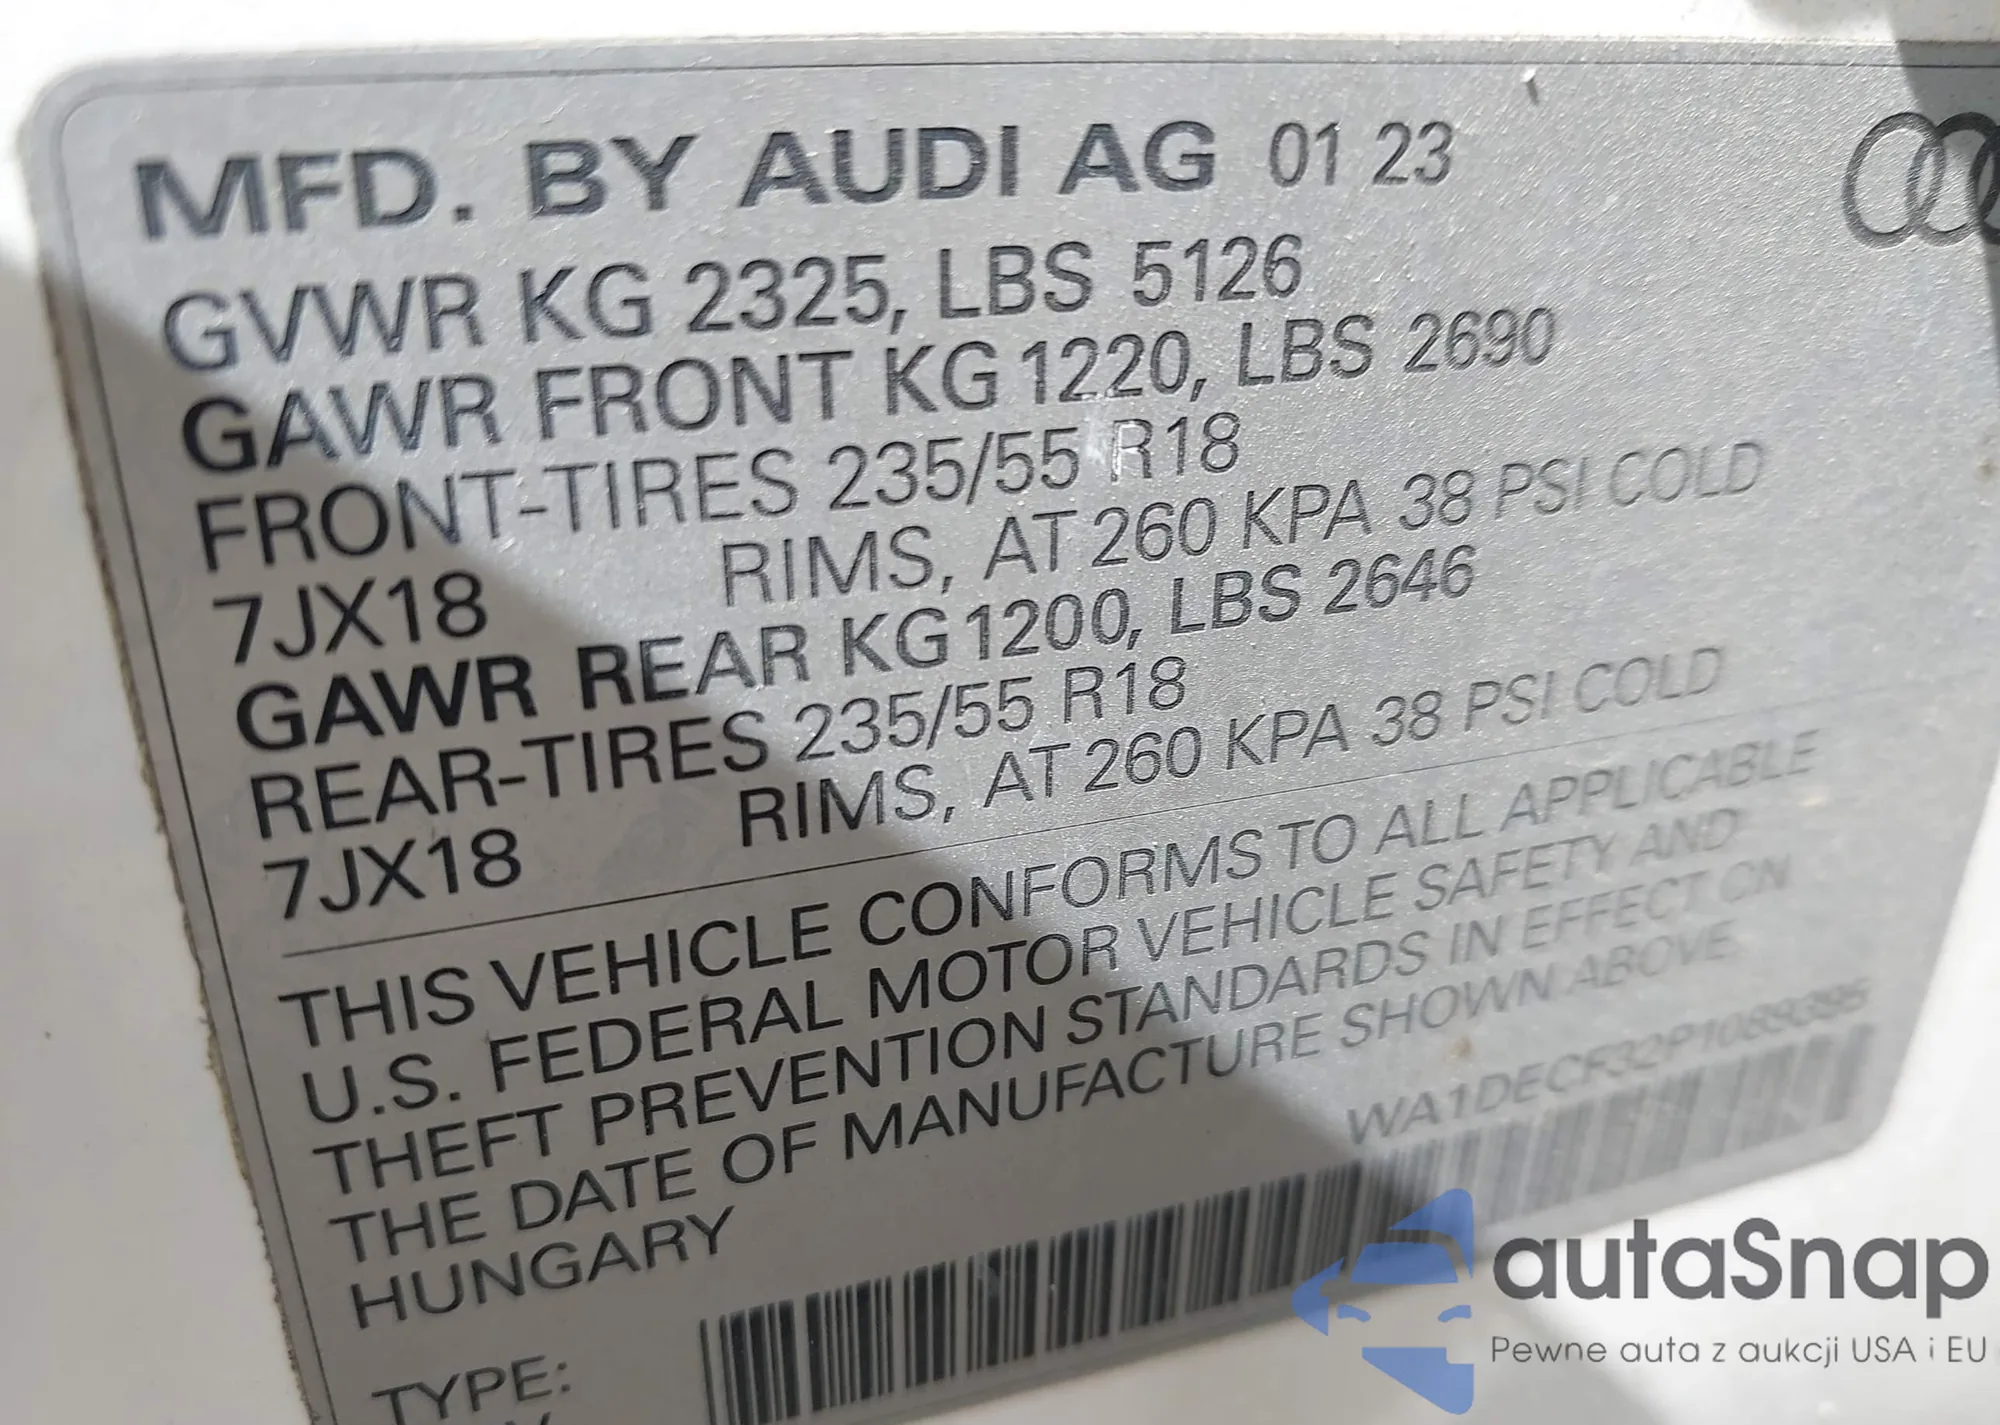 MFD. BY AUDI AG 01 23
GVWR KG 2325, LBS 5126
GAWR FRONT KG 1220, LBS 2690
FRONT-TIRES 235/55 R18
7JX18 RIMS, AT 260 KPA 38 PSI COLD
GAWR REAR KG 1200, LBS 2646
REAR-TIRES 235/55 R18
7JX18 RIMS, AT 260 KPA 38 PSI COLD
THIS VEHICLE CONFORMS TO ALL APPLICABLE
U.S. FEDERAL MOTOR VEHICLE SAFETY AND
THEFT PREVENTION STANDARDS IN EFFECT ON
THE DATE OF MANUFACTURE SHOWN ABOVE
HUNGARY
WA1DECF32P1089395
TYPE:
autaSnap
Pewne auta z aukcji USA i EU